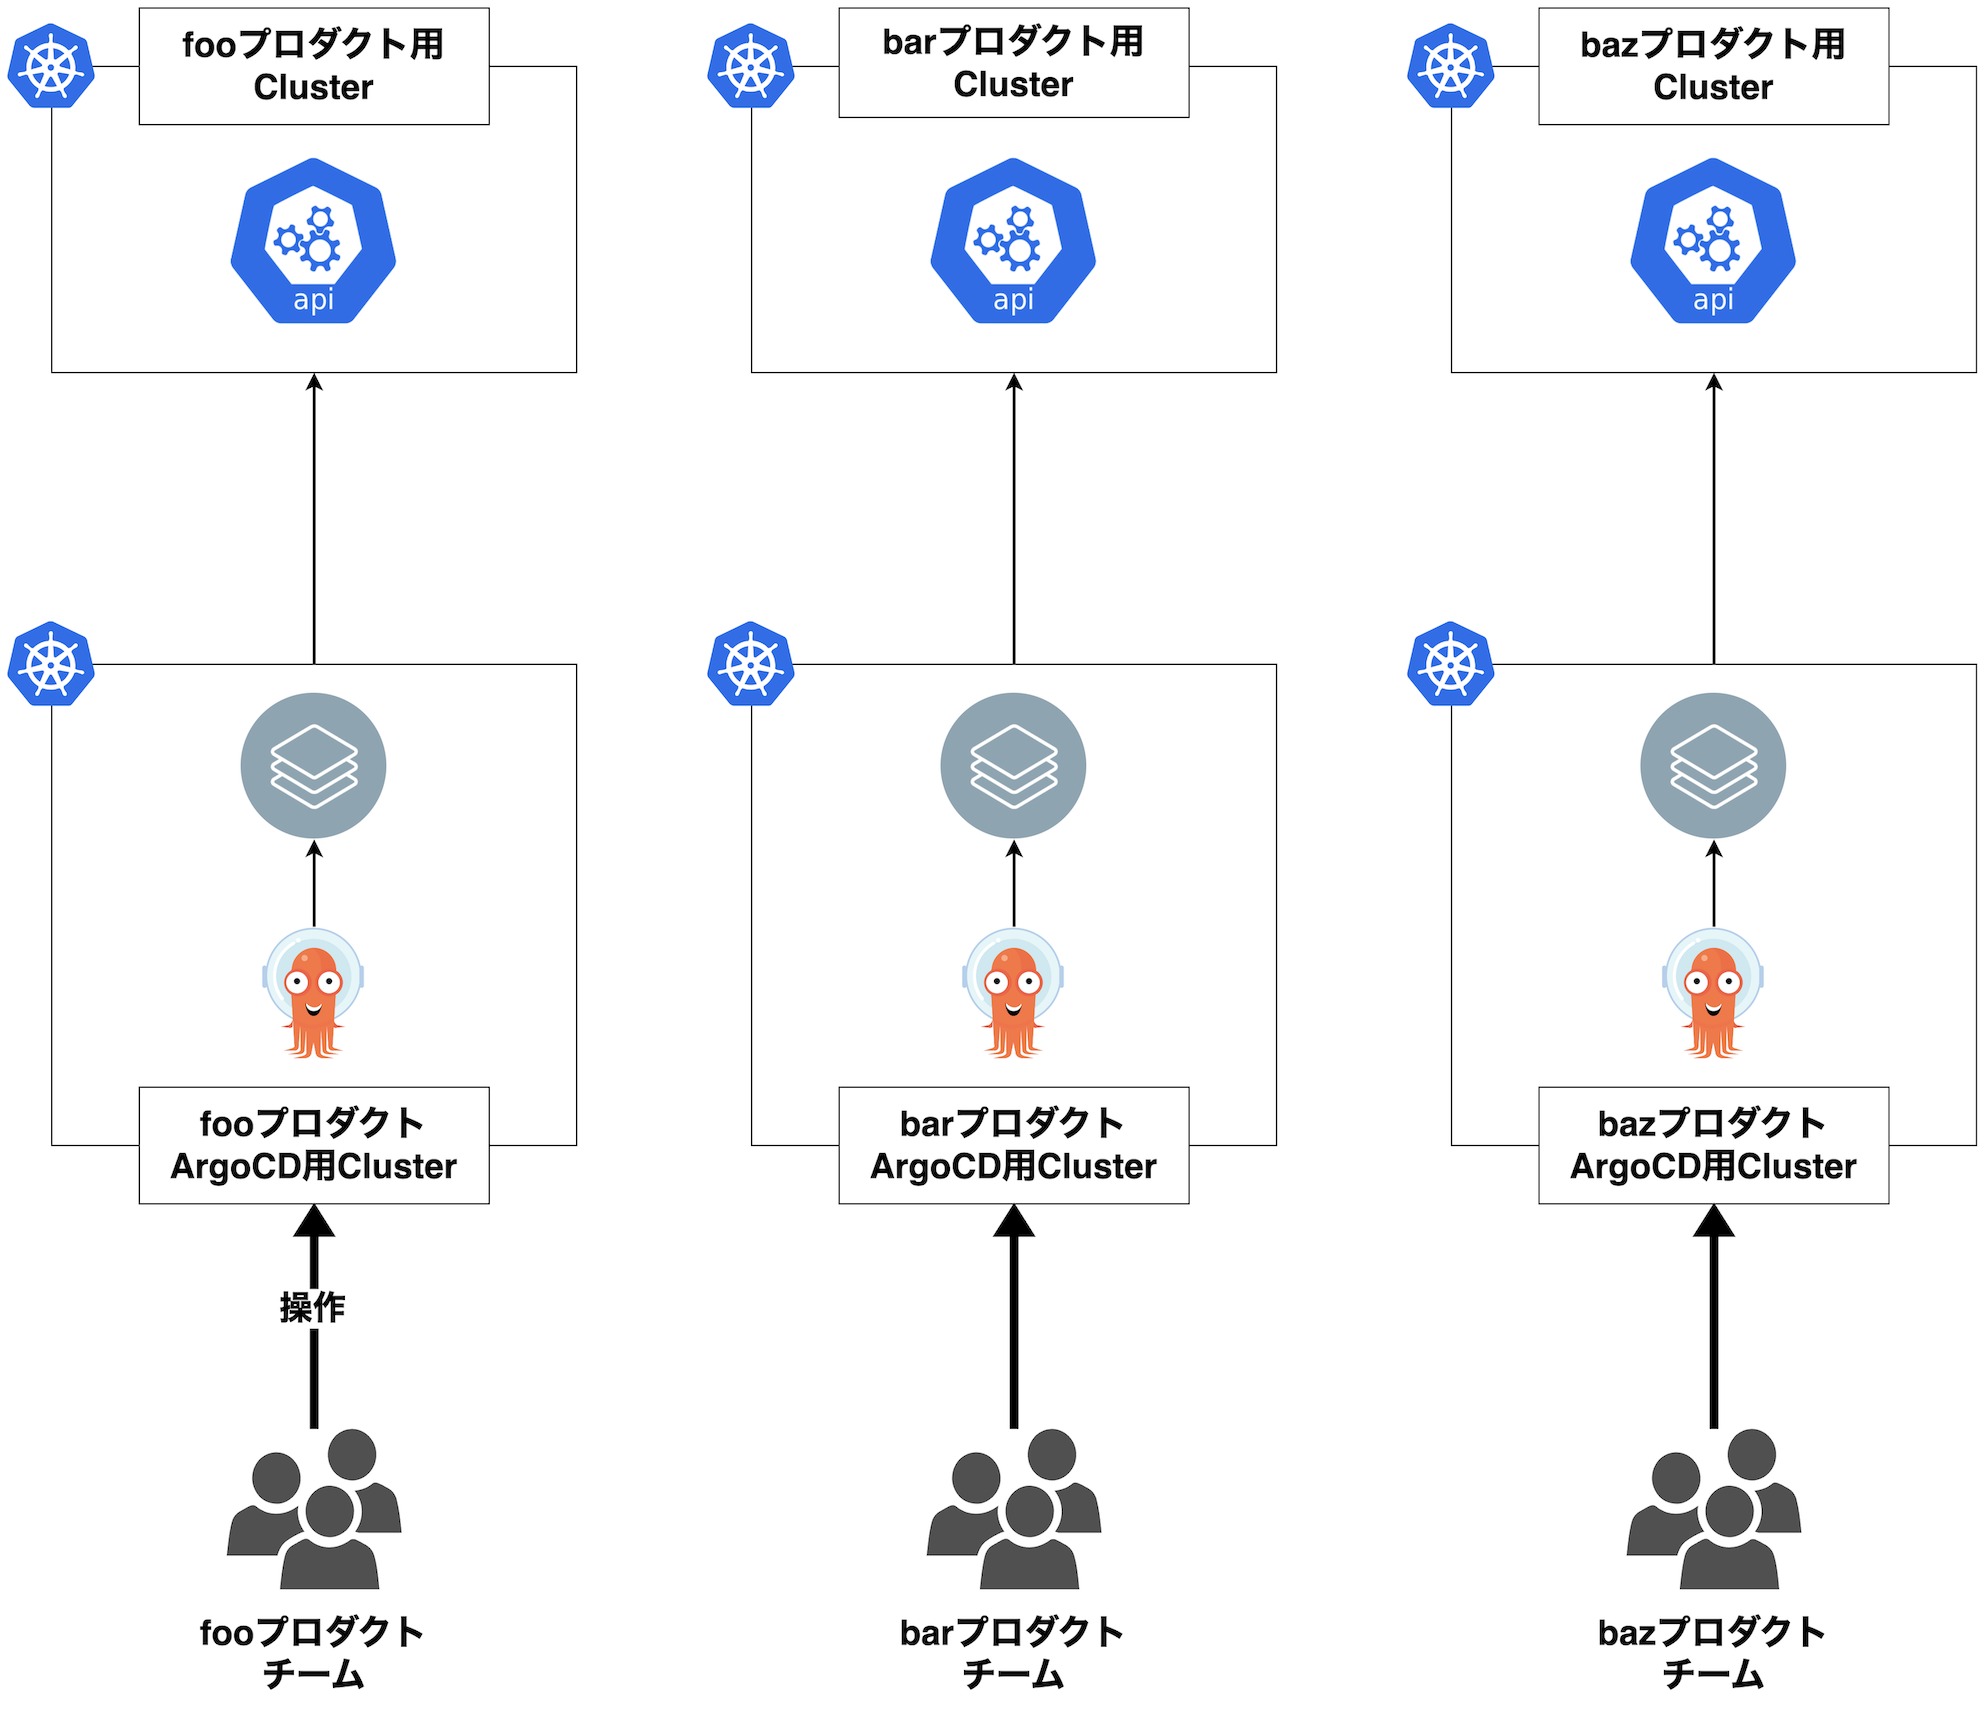 fooプロダクト用
Cluster
barプロダクト用
Cluster
bazプロダクト用
Cluster
api
api
api
fooプロダクト
ArgoCD用Cluster
barプロダクト
ArgoCD用Cluster
bazプロダクト
ArgoCD用Cluster
操作
fooプロダクト
チーム
barプロダクト
チーム
bazプロダクト
チーム